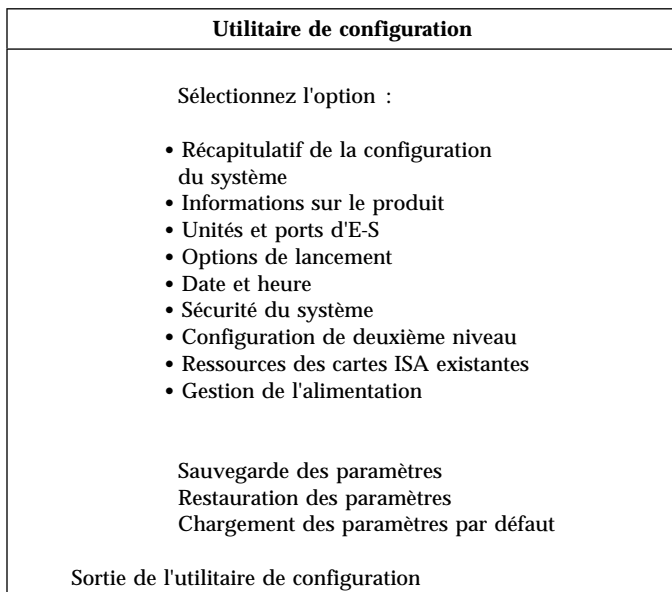 Utilitaire de configuration
Sélectionnez l'option :
• Récapitulatif de la configuration
du système
• Informations sur le produit
• Unités et ports d'E-S
• Options de lancement
• Date et heure
• Sécurité du système
• Configuration de deuxième niveau
• Ressources des cartes ISA existantes
• Gestion de l'alimentation
Sauvegarde des paramètres
Restauration des paramètres
Chargement des paramètres par défaut
Sortie de l'utilitaire de configuration